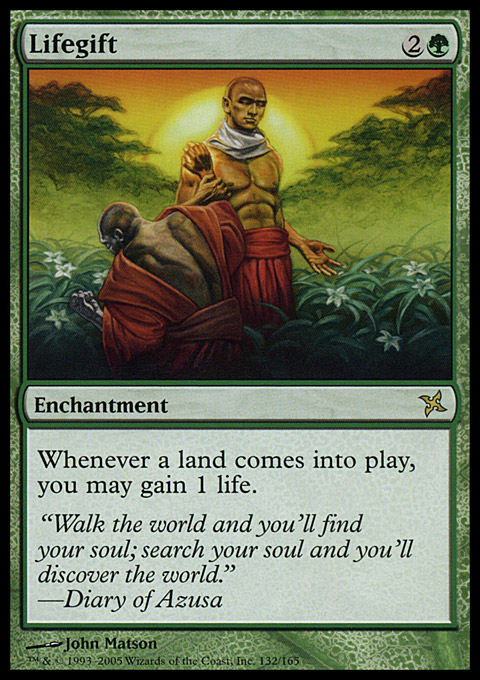 Lifegift 2
Enchantment
Whenever a land comes into play,
you may gain 1 life.
“Walk the world and you’ll find
your soul; search your soul and you’ll
discover the world.”
—Diary of Azusa
John Matson
™ & © 1993–2005 Wizards of the Coast, Inc. 132/165